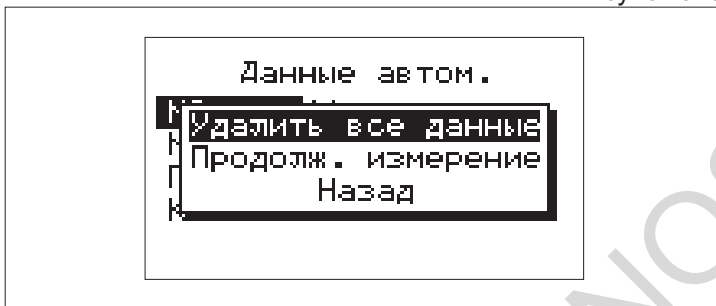 Данные автом.
Удалить все данные
Продолж. измерение
Назад